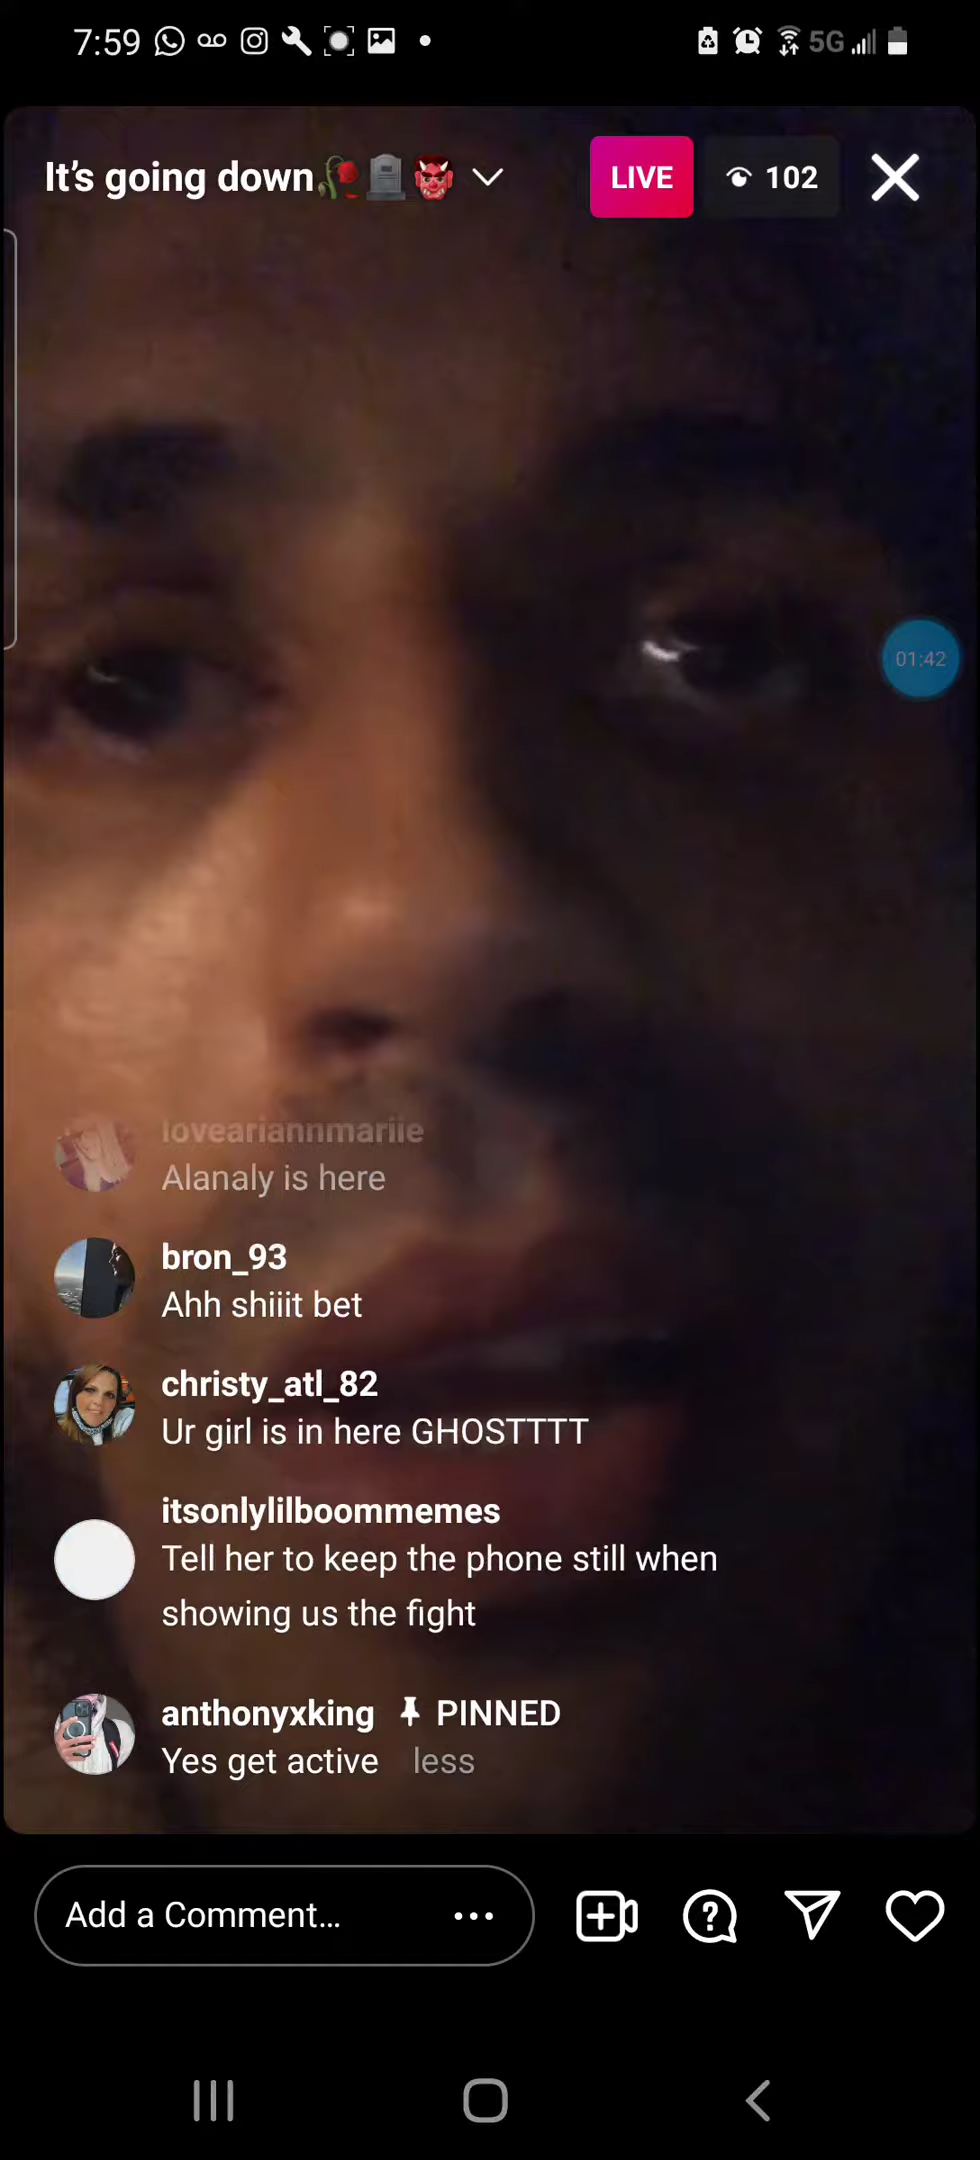 7:59
5G
It's going down🥀🪦👹
LIVE
102
01:42
loveariannmariie
Alanaly is here
bron_93
Ahh shiiit bet
christy_atl_82
Ur girl is in here GHOSTTTT
itsonlylilboommemes
Tell her to keep the phone still when
showing us the fight
anthonyxking PINNED
Yes get active less
Add a Comment...